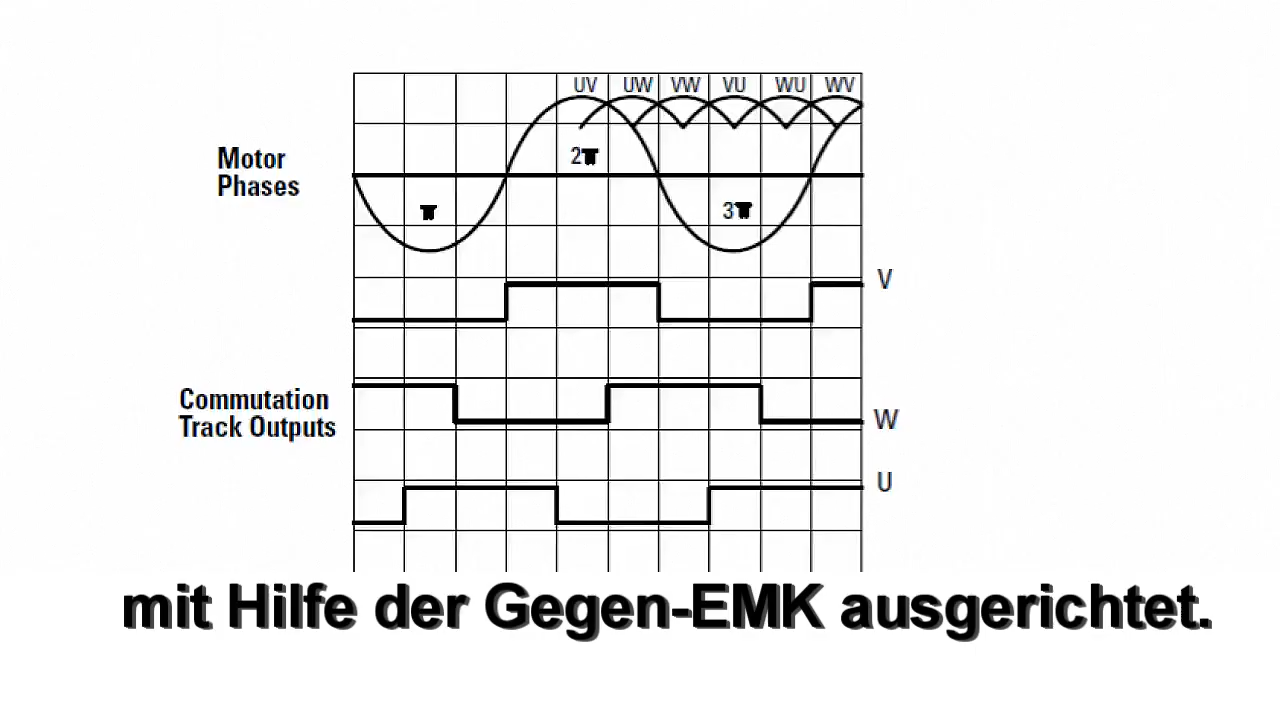 UV UW VW VU WU WV
Motor
Phases
2π
π
3π
V
Commutation
Track Outputs
W
U
mit Hilfe der Gegen-EMK ausgerichtet.